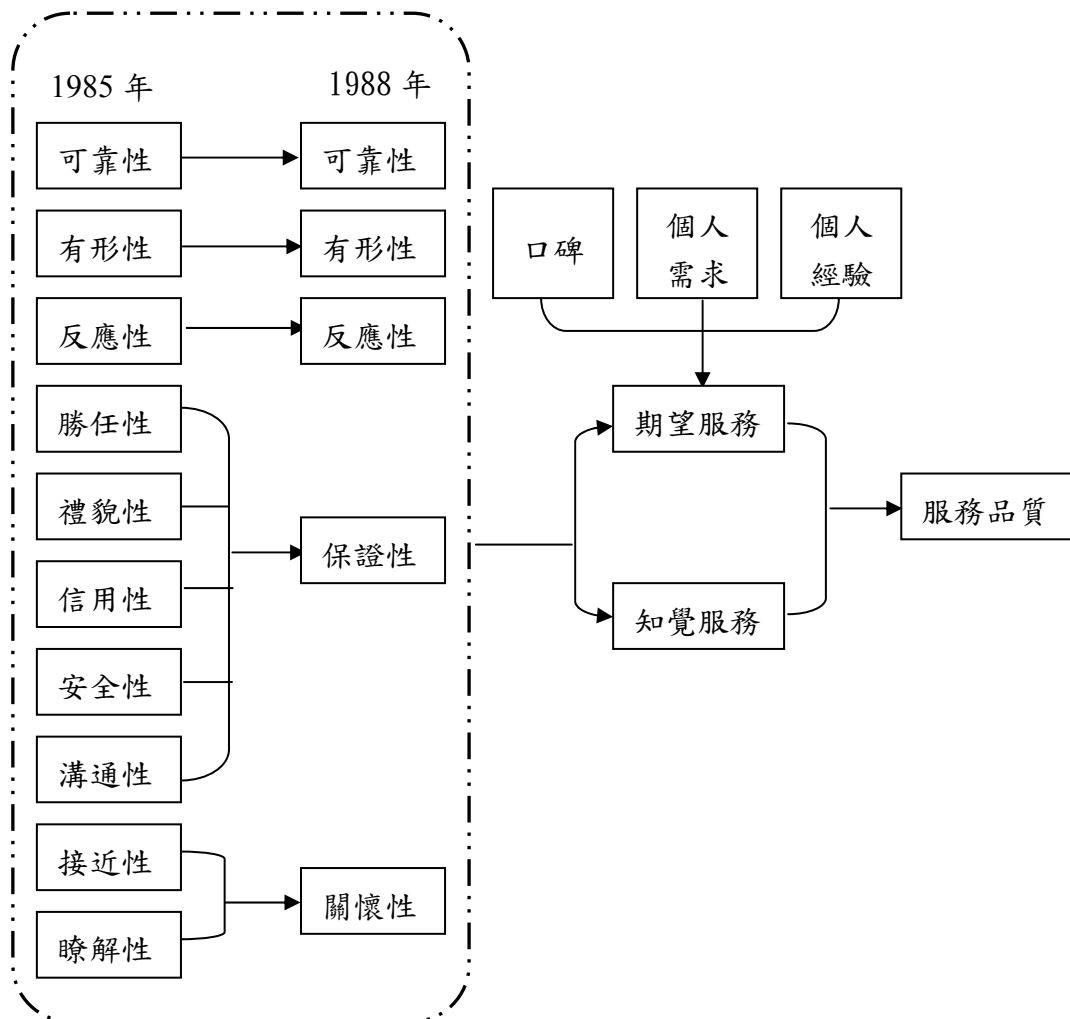 1985 年
1988 年
可靠性
可靠性
有形性
有形性
反應性
反應性
勝任性
禮貌性
信用性
保證性
安全性
溝通性
接近性
瞭解性
關懷性
口碑
個人
需求
個人
經驗
期望服務
知覺服務
服務品質